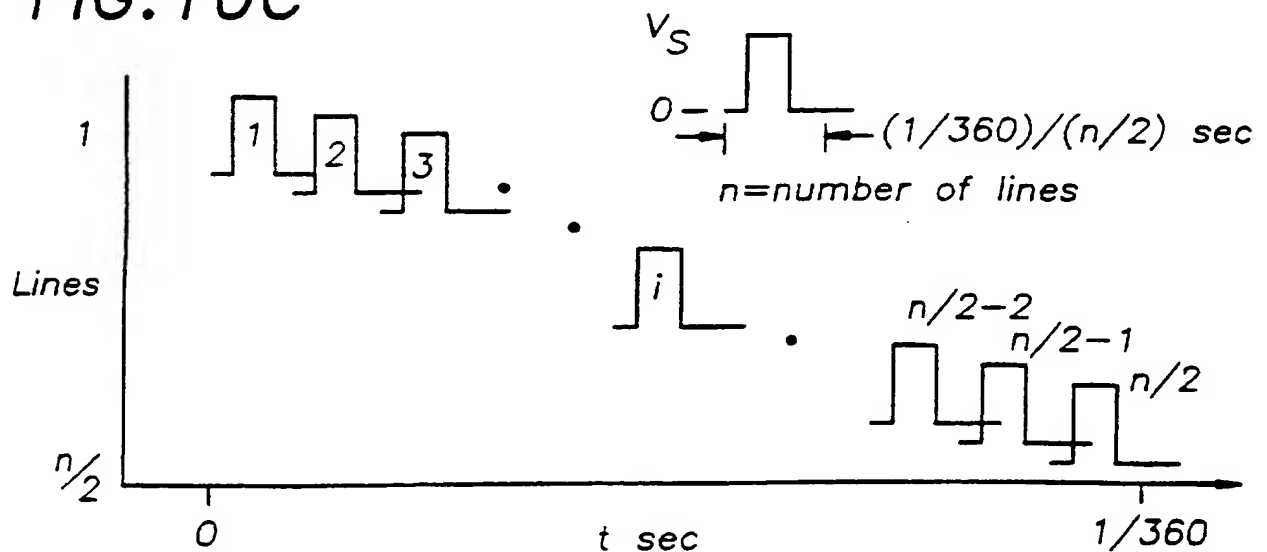 FIG. 10C
V_S
0
(1/360)/(n/2) sec
n=number of lines
1
1
2
3
Lines
i
n/2-2
n/2-1
n/2
n/2
0
t sec
1/360